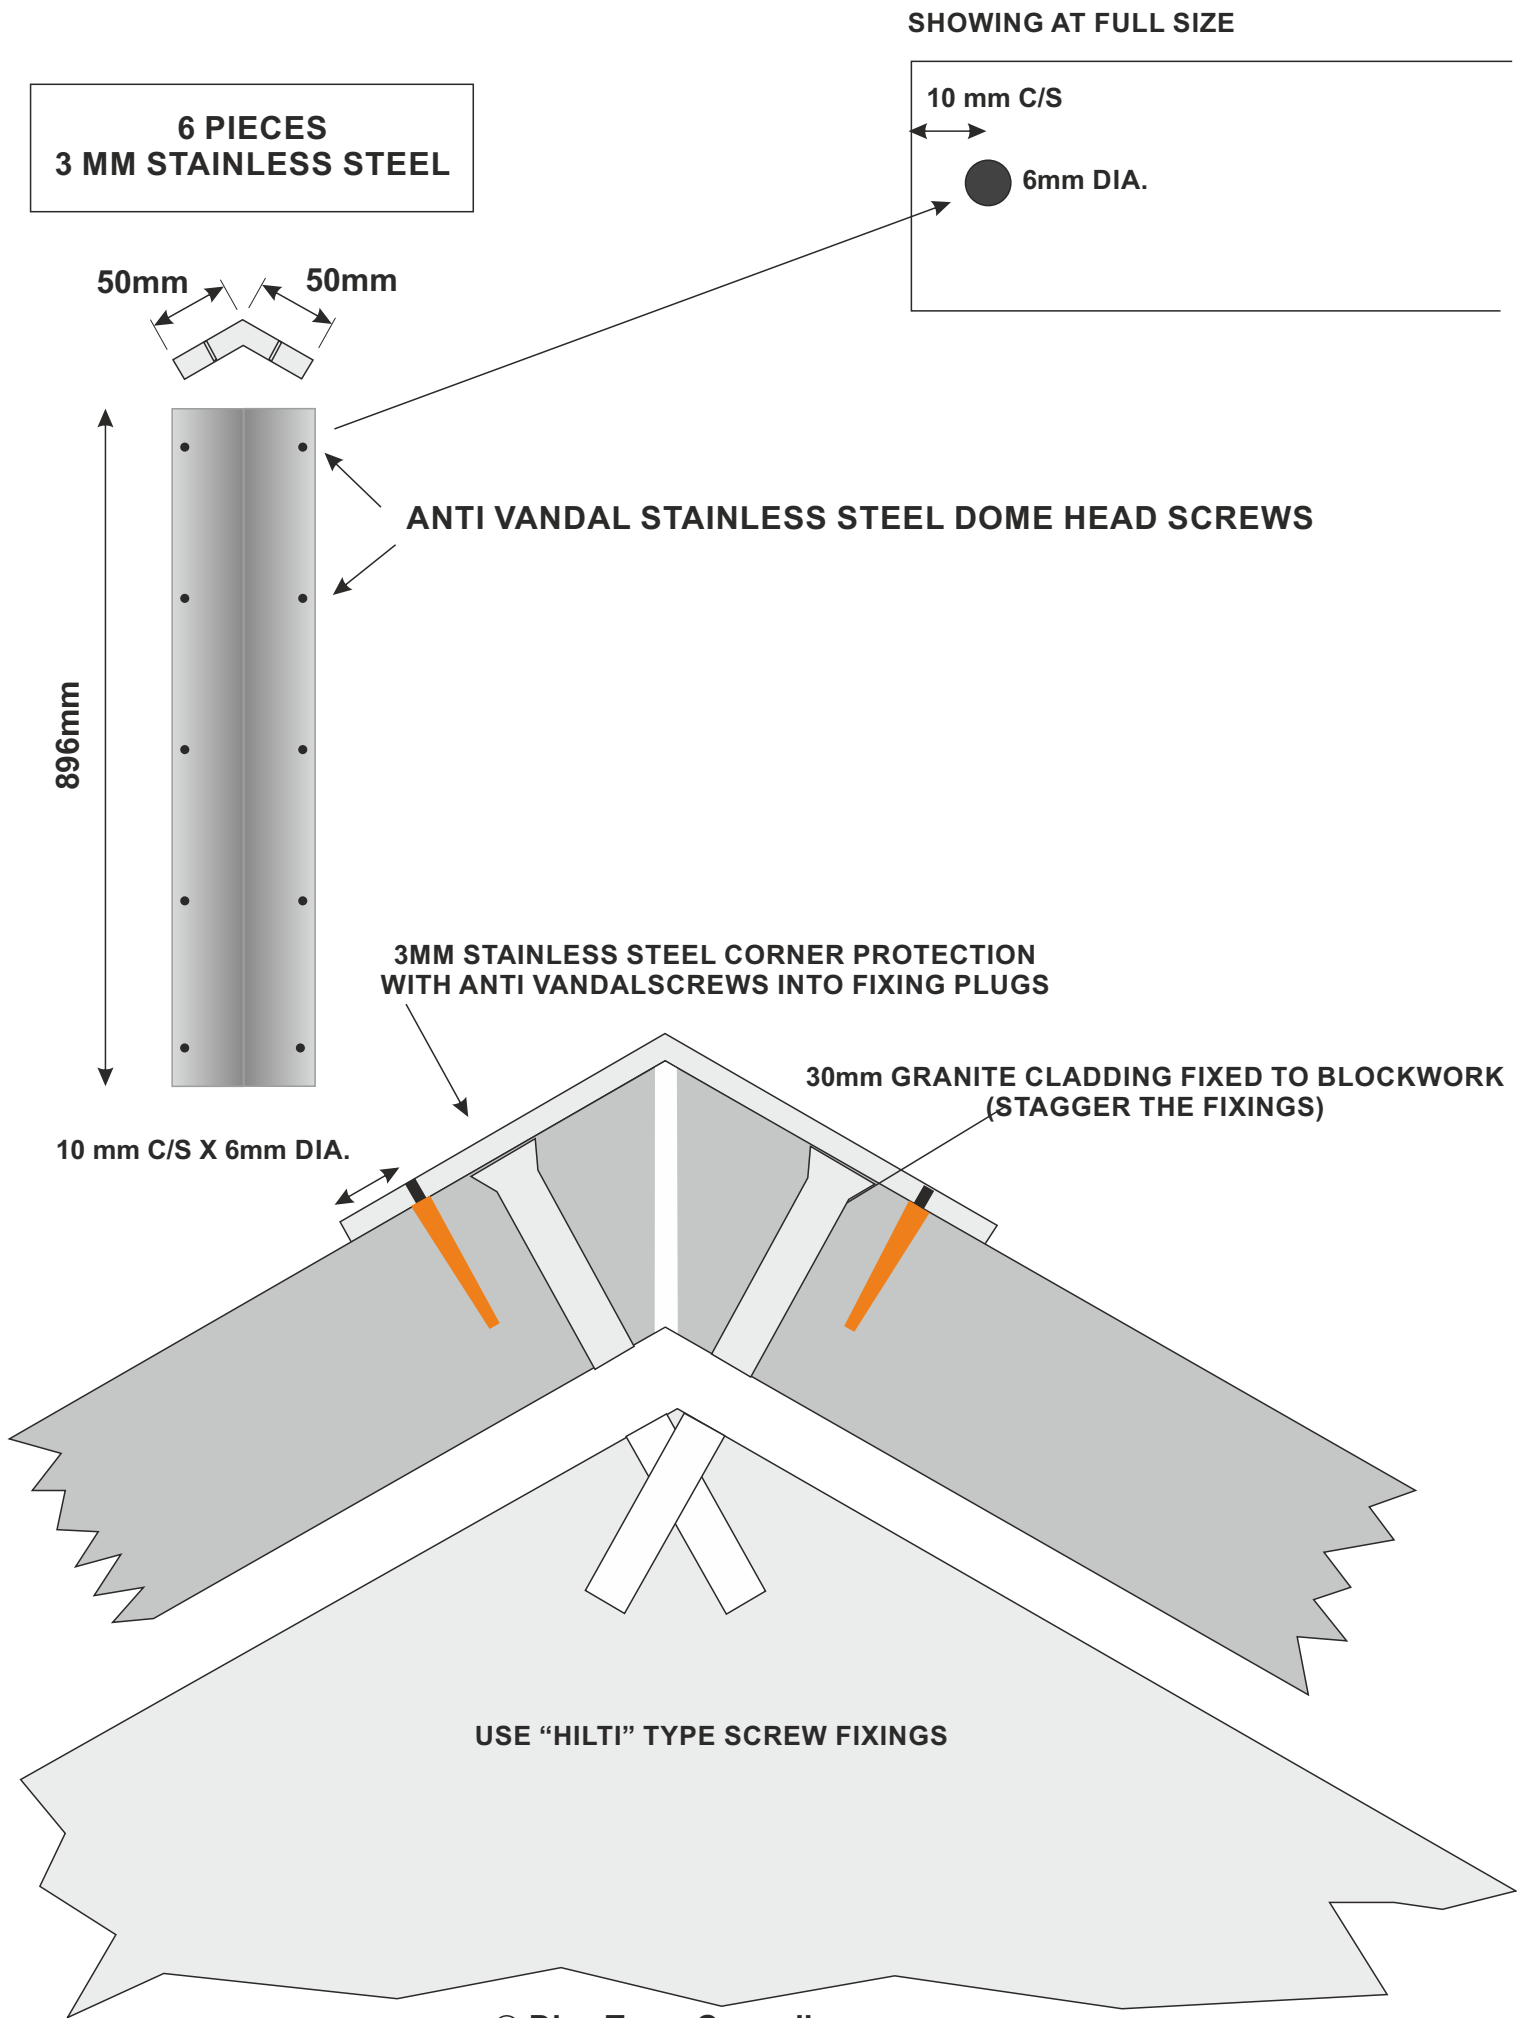 SHOWING AT FULL SIZE
10 mm C/S
6mm DIA.
6 PIECES
3 MM STAINLESS STEEL
50mm
50mm
ANTI VANDAL STAINLESS STEEL DOME HEAD SCREWS
896mm
3MM STAINLESS STEEL CORNER PROTECTION
WITH ANTI VANDALSCREWS INTO FIXING PLUGS
30mm GRANITE CLADDING FIXED TO BLOCKWORK
(STAGGER THE FIXINGS)
10 mm C/S X 6mm DIA.
USE “HILTI” TYPE SCREW FIXINGS